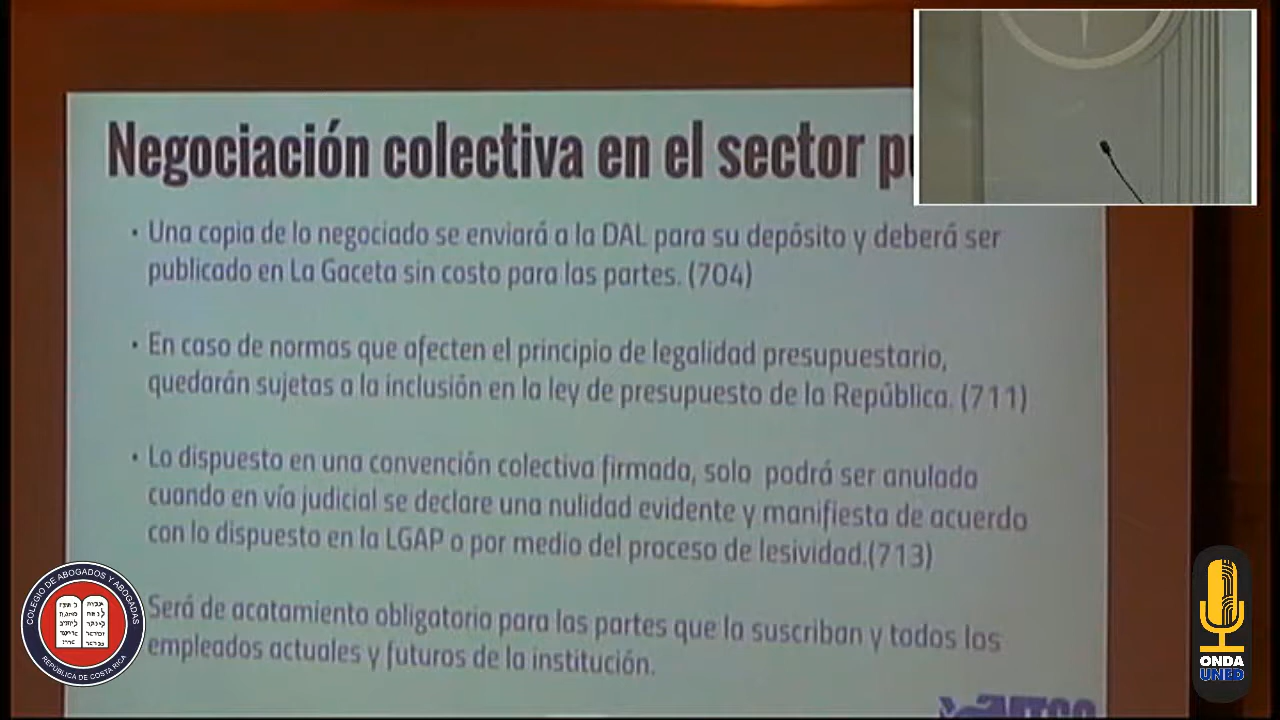 Negociación colectiva en el sector
• Una copia de lo negociado se enviará a la DAL para su depósito y deberá ser
publicado en La Gaceta sin costo para las partes. (704)
• En caso de normas que afecten el principio de legalidad presupuestario,
quedarán sujetas a la inclusión en la ley de presupuesto de la República. (711)
• Lo dispuesto en una convención colectiva firmada, solo podrá ser anulada
cuando en vía judicial se declare una nulidad evidente y manifiesta de acuerdo
con lo dispuesto en la LGAP o por medio del proceso de lesividad.(713)
Será de acatamiento obligatorio para las partes que la suscriban y todos los
empleados actuales y futuros de la institución.
COLEGIO DE ABOGADOS Y ABOGADAS
REPÚBLICA DE COSTA RICA
ONDA
UNED